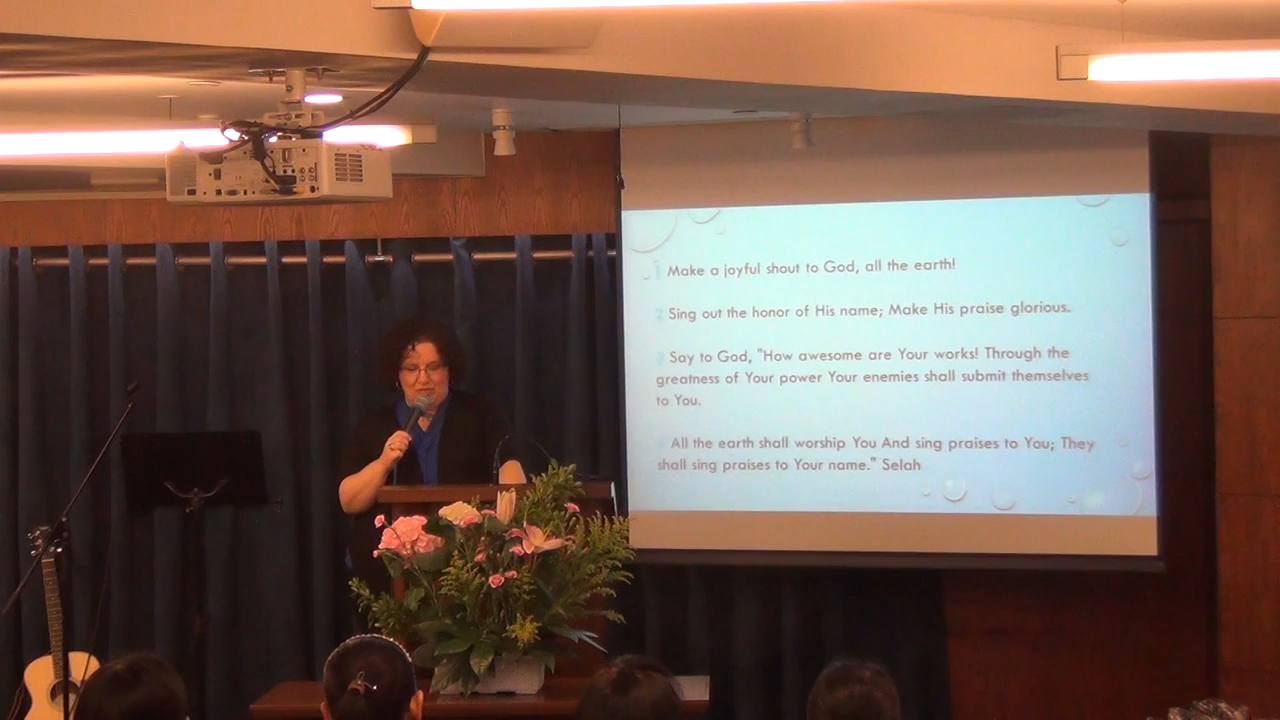 1 Make a joyful shout to God, all the earth!
2 Sing out the honor of His name; Make His praise glorious.
3 Say to God, "How awesome are Your works! Through the
greatness of Your power Your enemies shall submit themselves
to You.
All the earth shall worship You And sing praises to You; They
shall sing praises to Your name." Selah